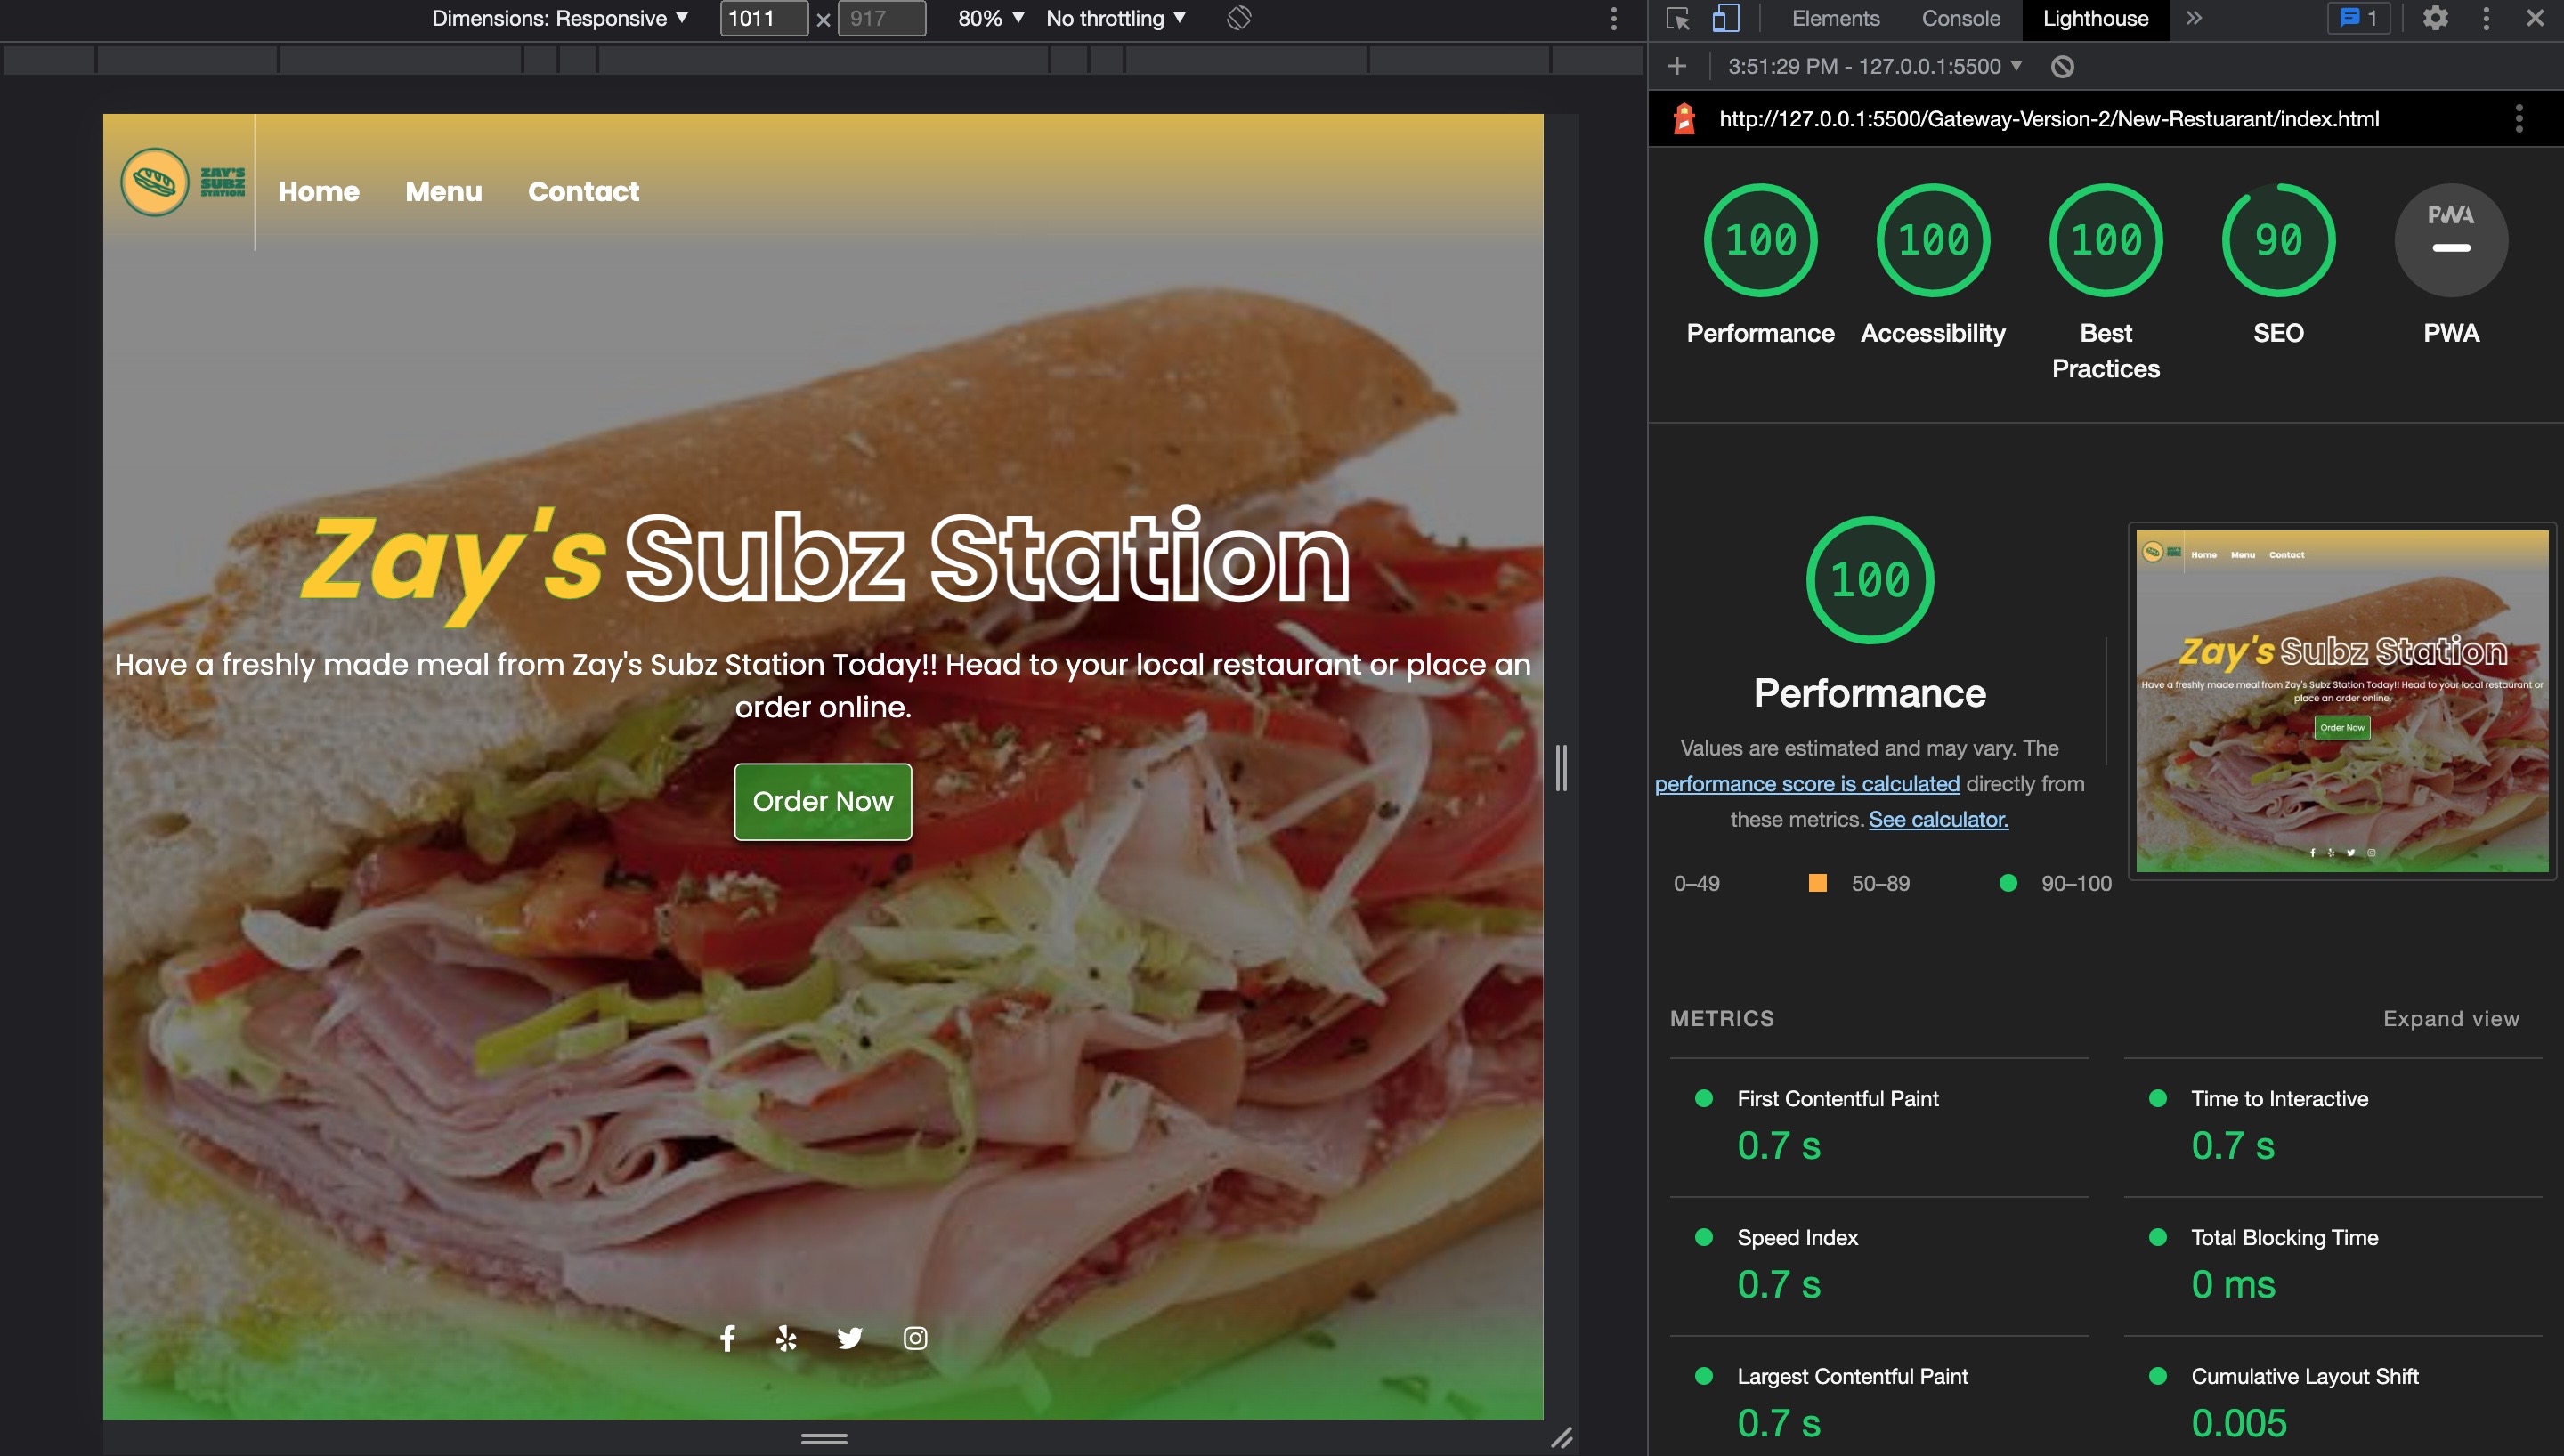 Dimensions: Responsive ▼ 1011 × 917 80% ▼ No throttling ▼
Elements Console Lighthouse » 1
+ 3:51:29 PM - 127.0.0.1:5500 ▼
http://127.0.0.1:5500/Gateway-Version-2/New-Restuarant/index.html
ZAY'S
SUBZ
STATION
Home Menu Contact
Zay's Subz Station
Have a freshly made meal from Zay's Subz Station Today!! Head to your local restaurant or place an
order online.
Order Now
100 100 100 90 PWA
Performance Accessibility Best
Practices SEO PWA
100
Performance
Values are estimated and may vary. The
performance score is calculated directly from
these metrics. See calculator.
0–49 50–89 90–100
Home Menu Contact
Zay's Subz Station
Have a freshly made meal from Zay's Subz Station Today!! Head to your local restaurant or
place an order online.
Order Now
METRICS Expand view
First Contentful Paint
0.7 s
Time to Interactive
0.7 s
Speed Index
0.7 s
Total Blocking Time
0 ms
Largest Contentful Paint
0.7 s
Cumulative Layout Shift
0.005